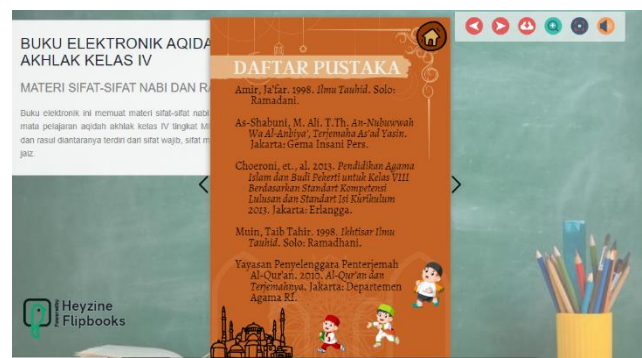 BUKU ELEKTRONIK AQIDA
AKHLAK KELAS IV
MATERI SIFAT-SIFAT NABI DAN RA
Buku elektronik ini memuat materi sifat-sifat nabi
mata pelajaran aqidah akhlak kelas IV tingkat MI
dan rasul diantaranya terdiri dari sifat wajib, sifat m
jaiz.
DAFTAR PUSTAKA
Amir, Ja'far. 1998. Ilmu Tauhid. Solo:
Ramadani.
As-Shabuni, M. Ali. T.Th. An-Nubuwwah
Wa Al-Anbiya', Terjemaha As'ad Yasin.
Jakarta: Gema Insani Pers.
Choeroni, et., al. 2013. Pendidikan Agama
Islam dan Budi Pekerti untuk Kelas VIII
Berdasarkan Standart Kompetensi
Lulusan dan Standart Isi Kurikulum
2013. Jakarta: Erlangga.
Muin, Taib Tahir. 1998. Ikhtisar Ilmu
Tauhid. Solo: Ramadhani.
Yayasan Penyelenggara Penterjemah
Al-Qur'an. 2010. Al-Qur'an dan
Terjemahnya. Jakarta: Departemen
Agama RI.
Heyzine
Flipbooks